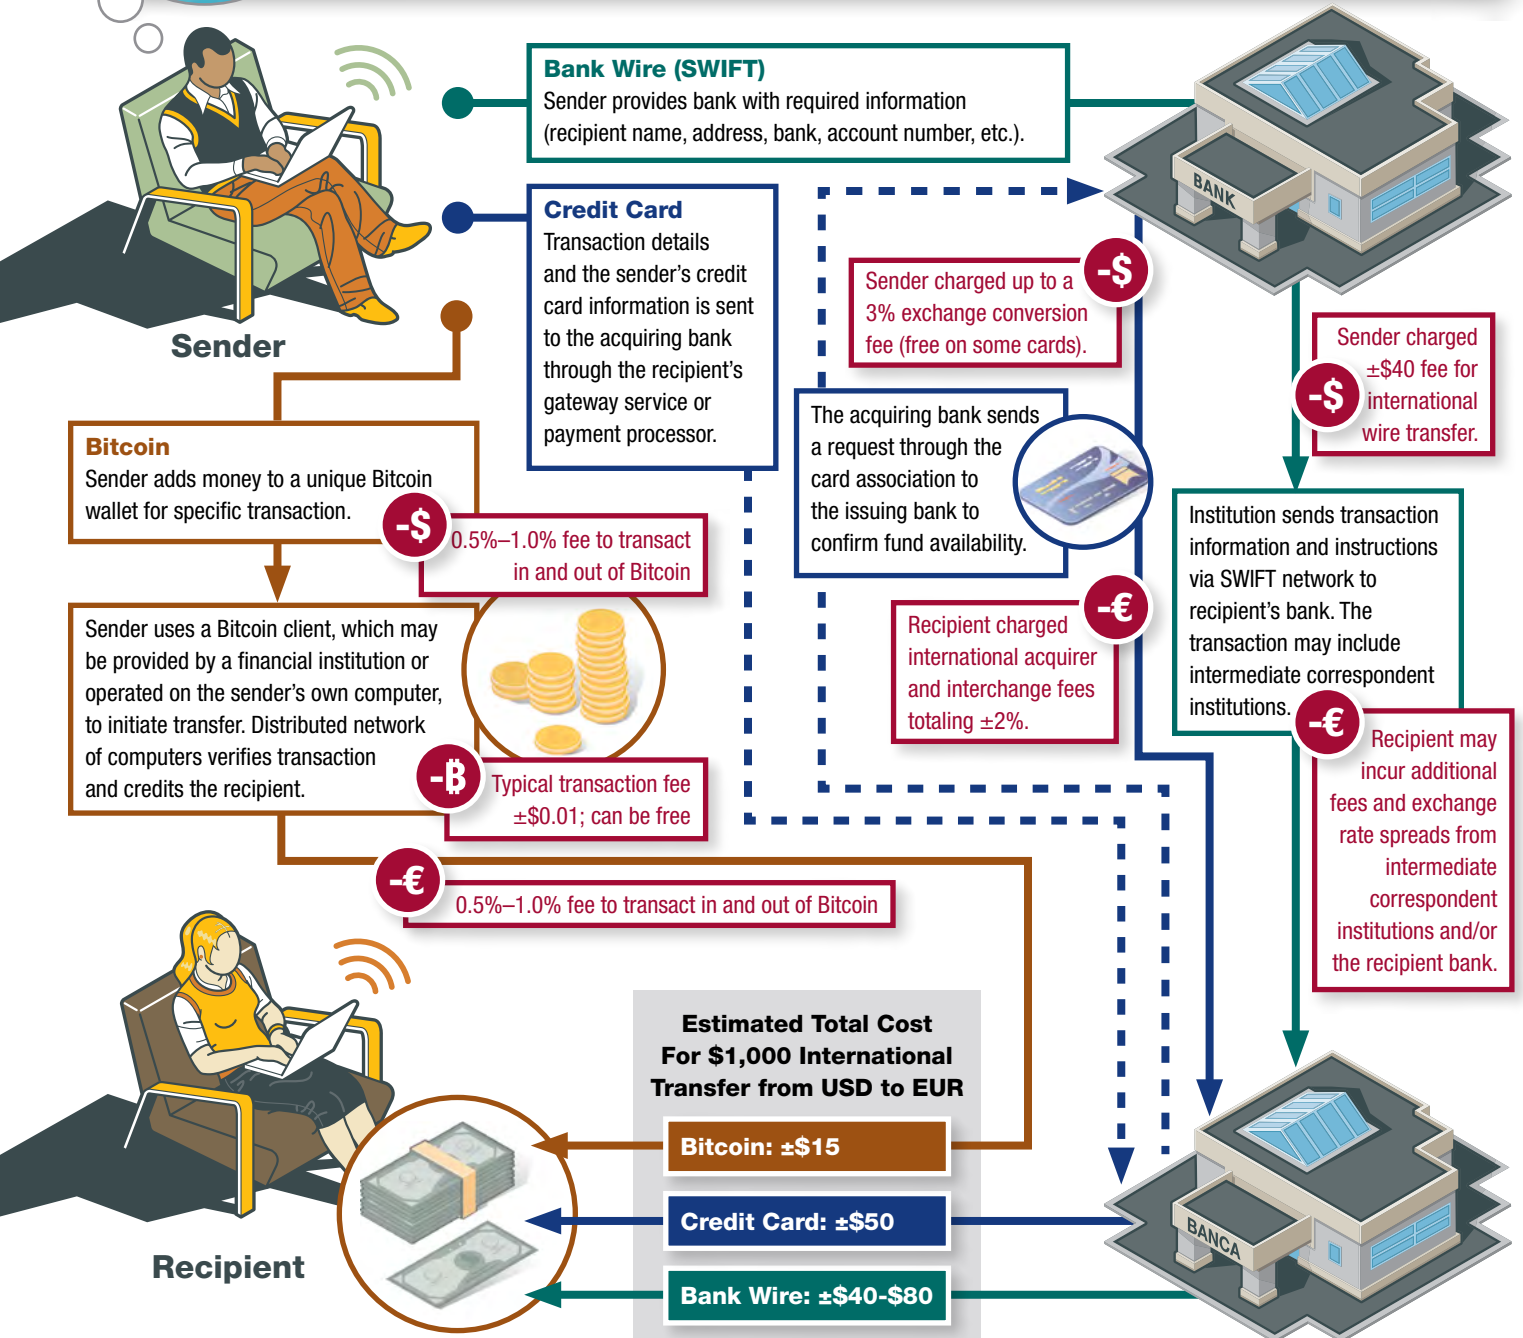 Bank Wire (SWIFT)
Sender provides bank with required information
(recipient name, address, bank, account number, etc.).
BANK
Sender
Credit Card
Transaction details
and the sender’s credit
card information is sent
to the acquiring bank
through the recipient’s
gateway service or
payment processor.
-$
Sender charged up to a
3% exchange conversion
fee (free on some cards).
-$
Sender charged
±$40 fee for
international
wire transfer.
The acquiring bank sends
a request through the
card association to
the issuing bank to
confirm fund availability.
Bitcoin
Sender adds money to a unique Bitcoin
wallet for specific transaction.
-$
0.5%–1.0% fee to transact
in and out of Bitcoin
Institution sends transaction
information and instructions
via SWIFT network to
recipient’s bank. The
transaction may include
intermediate correspondent
institutions.
-€
Recipient charged
international acquirer
and interchange fees
totaling ±2%.
Sender uses a Bitcoin client, which may
be provided by a financial institution or
operated on the sender’s own computer,
to initiate transfer. Distributed network
of computers verifies transaction
and credits the recipient.
-฿
Typical transaction fee
±$0.01; can be free
-€
Recipient may
incur additional
fees and exchange
rate spreads from
intermediate
correspondent
institutions and/or
the recipient bank.
-€
0.5%–1.0% fee to transact in and out of Bitcoin
Estimated Total Cost
For $1,000 International
Transfer from USD to EUR
Bitcoin: ±$15
Credit Card: ±$50
Bank Wire: ±$40-$80
BANCA
Recipient